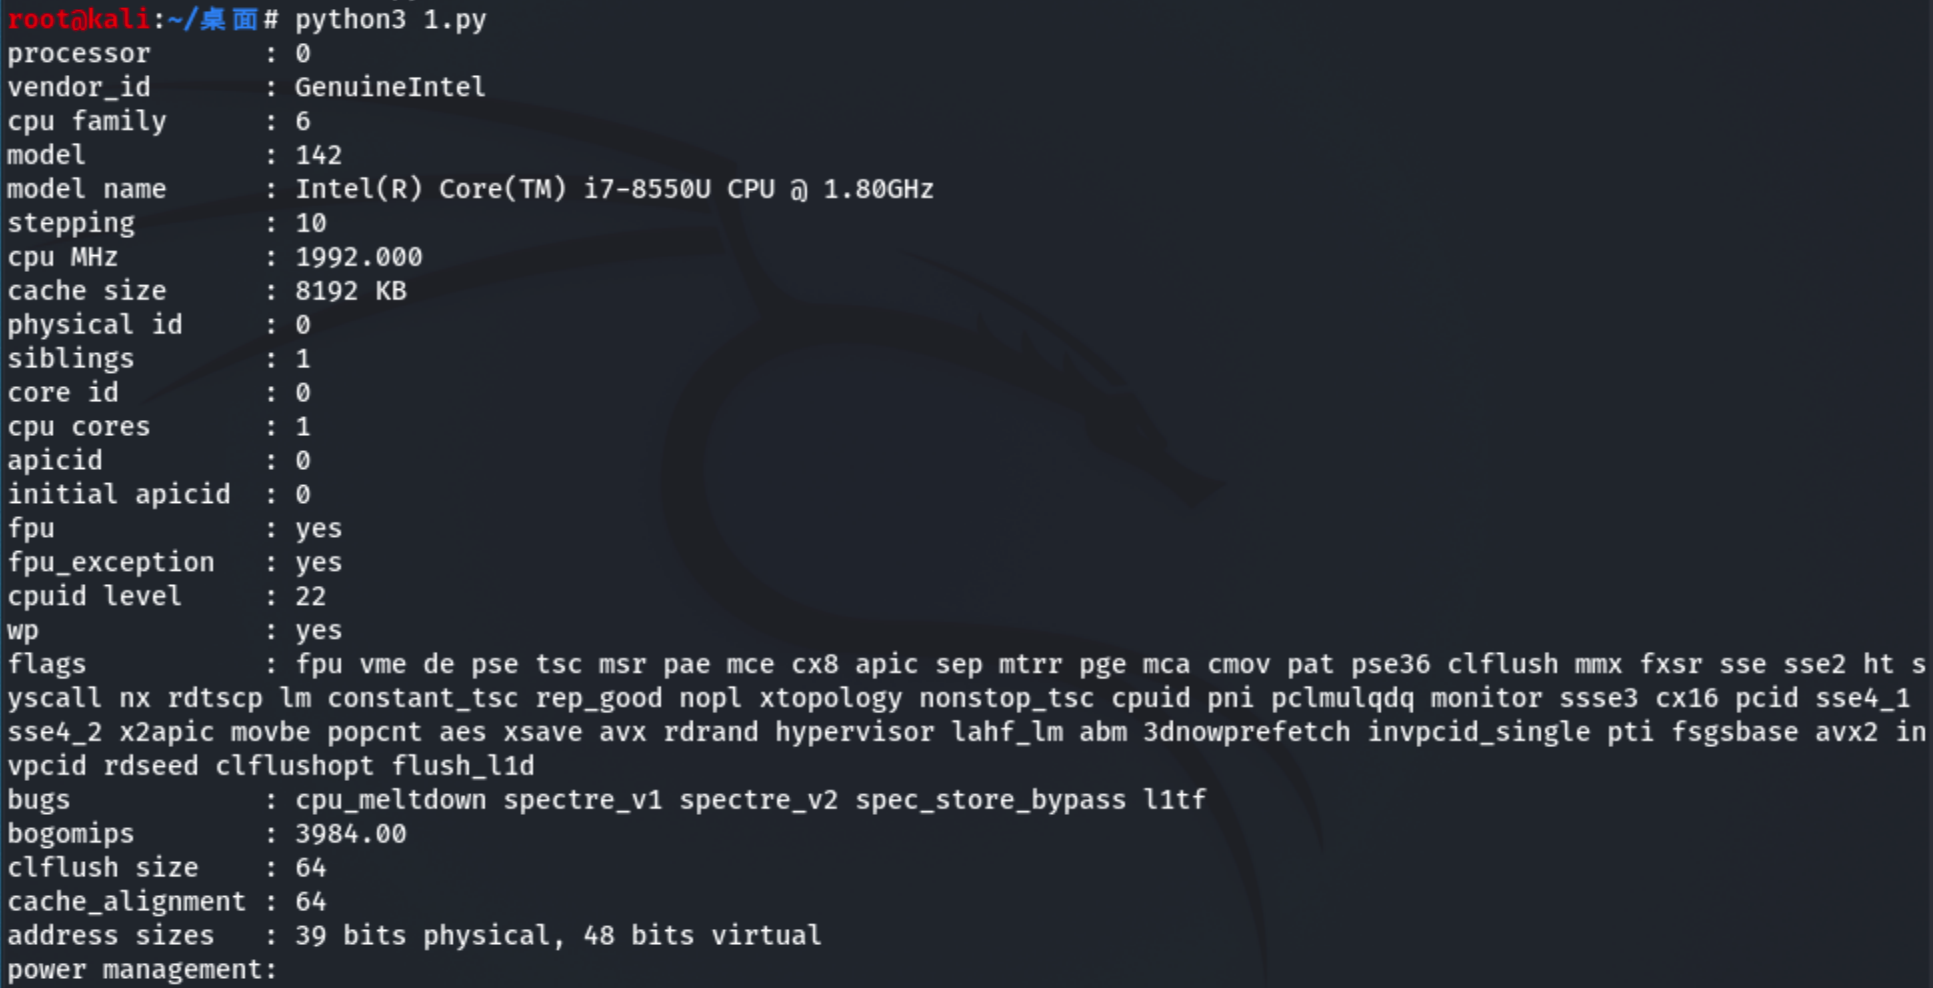 root@kali:~/桌面# python3 1.py
processor       : 0
vendor_id       : GenuineIntel
cpu family      : 6
model           : 142
model name      : Intel(R) Core(TM) i7-8550U CPU @ 1.80GHz
stepping        : 10
cpu MHz         : 1992.000
cache size      : 8192 KB
physical id     : 0
siblings        : 1
core id         : 0
cpu cores       : 1
apicid          : 0
initial apicid  : 0
fpu             : yes
fpu_exception   : yes
cpuid level     : 22
wp              : yes
flags           : fpu vme de pse tsc msr pae mce cx8 apic sep mtrr pge mca cmov pat pse36 clflush mmx fxsr sse sse2 ht s
yscall nx rdtscp lm constant_tsc rep_good nopl xtopology nonstop_tsc cpuid pni pclmulqdq monitor ssse3 cx16 pcid sse4_1
sse4_2 x2apic movbe popcnt aes xsave avx rdrand hypervisor lahf_lm abm 3dnowprefetch invpcid_single pti fsgsbase avx2 in
vpcid rdseed clflushopt flush_l1d
bugs            : cpu_meltdown spectre_v1 spectre_v2 spec_store_bypass l1tf
bogomips        : 3984.00
clflush size    : 64
cache_alignment : 64
address sizes   : 39 bits physical, 48 bits virtual
power management: